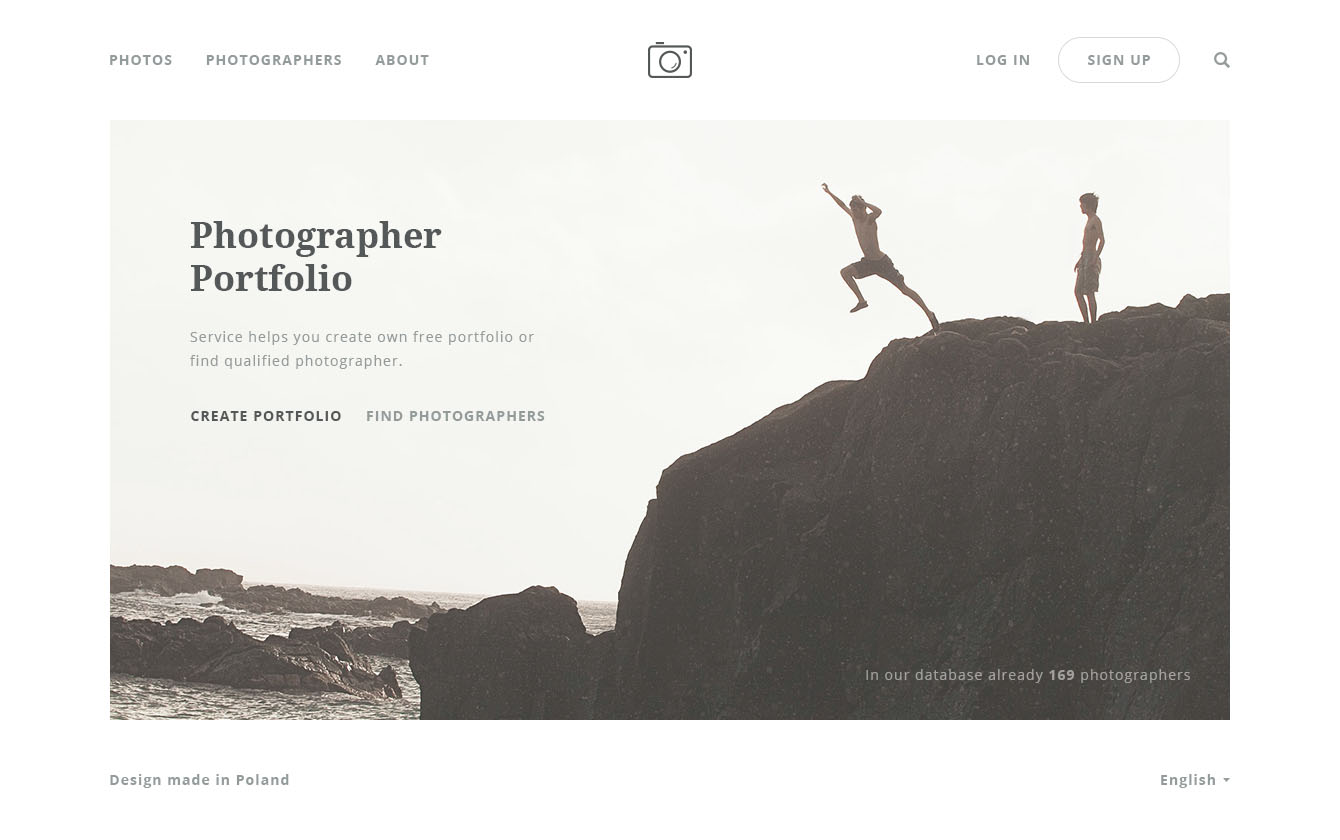 PHOTOS PHOTOGRAPHERS ABOUT LOG IN SIGN UP
Photographer
Portfolio
Service helps you create own free portfolio or
find qualified photographer.
CREATE PORTFOLIO FIND PHOTOGRAPHERS
In our database already 169 photographers
Design made in Poland English